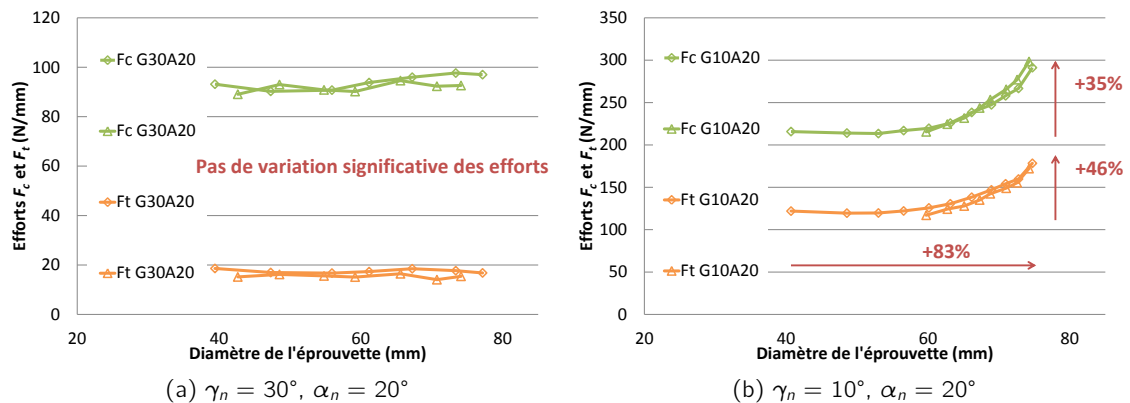 120
100
80
60
40
20
0
Efforts Fc et Ft (N/mm)
Fc G30A20
Fc G30A20
Pas de variation significative des efforts
Ft G30A20
Ft G30A20
20 40 60 80
Diamètre de l'éprouvette (mm)
(a) γn = 30°, αn = 20°
350
300
250
200
150
100
50
0
Efforts Fc et Ft (N/mm)
Fc G10A20
Fc G10A20
Ft G10A20
Ft G10A20
+35%
+46%
+83%
20 40 60 80
Diamètre de l'éprouvette (mm)
(b) γn = 10°, αn = 20°